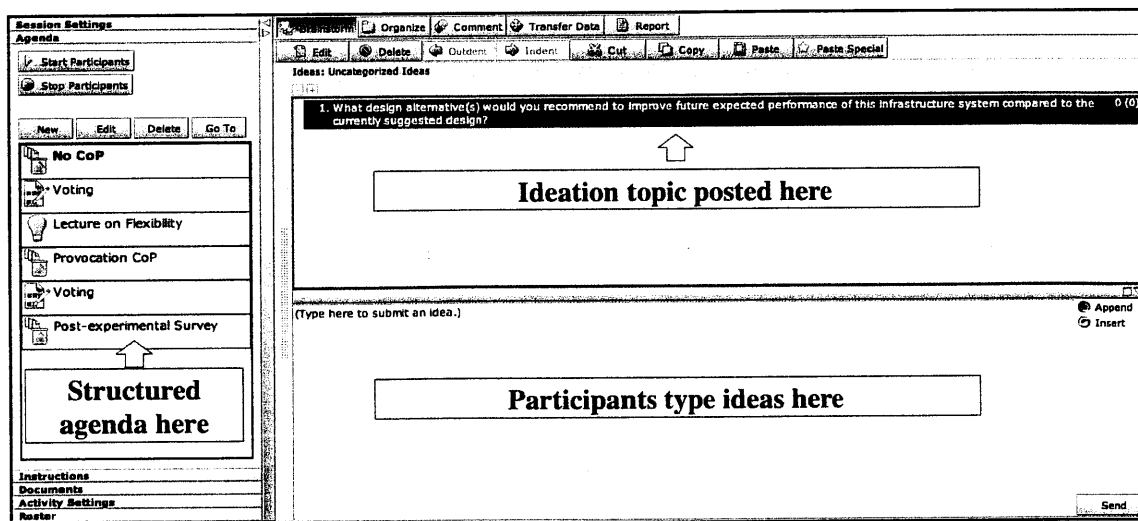 Session Settings
Agenda
Start Participants
Stop Participants
New Edit Delete Go To
No CoP
Voting
Lecture on Flexibility
Provocation CoP
Voting
Post-experimental Survey
Structured
agenda here
Instructions
Documents
Activity Settings
Roster
Brainstorm Organize Comment Transfer Data Report
Edit Delete Outdent Indent Cut Copy Paste Paste Special
Ideas: Uncategorized Ideas
1. What design alternative(s) would you recommend to improve future expected performance of this infrastructure system compared to the 0 (0)
currently suggested design?
Ideation topic posted here
(Type here to submit an idea.)
Append
Insert
Participants type ideas here
Send